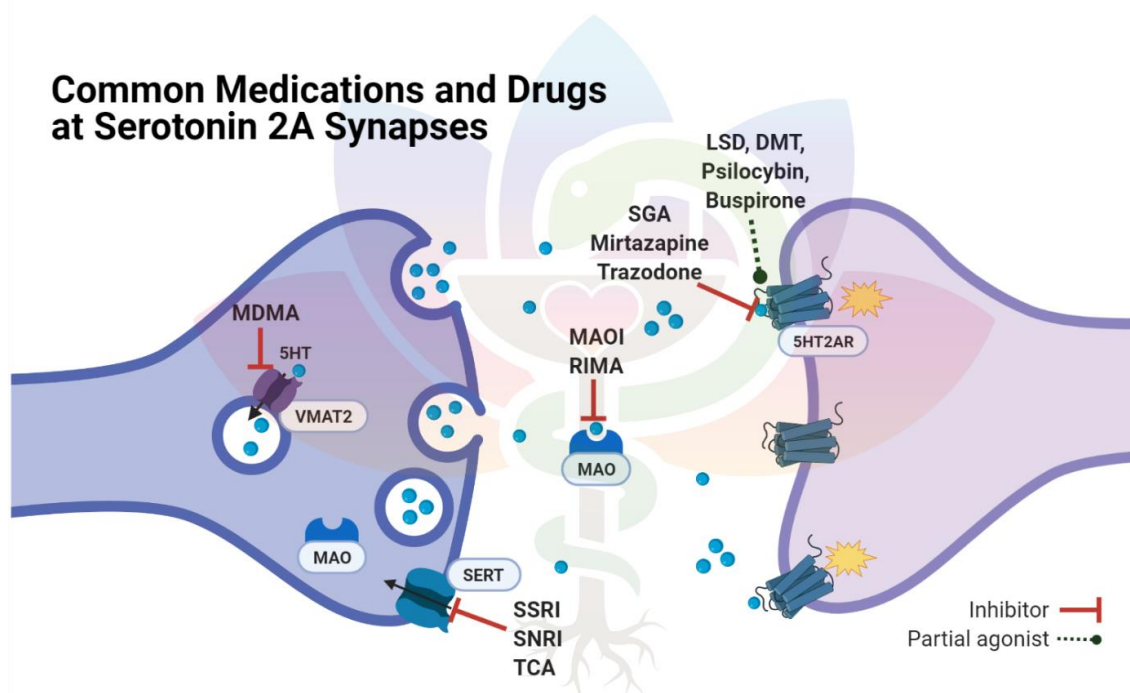 Common Medications and Drugs
at Serotonin 2A Synapses
LSD, DMT,
Psilocybin,
Buspirone
SGA
Mirtazapine
Trazodone
5HT2AR
MDMA
5HT
VMAT2
MAOI
RIMA
MAO
MAO
SERT
SSRI
SNRI
TCA
Inhibitor
Partial agonist